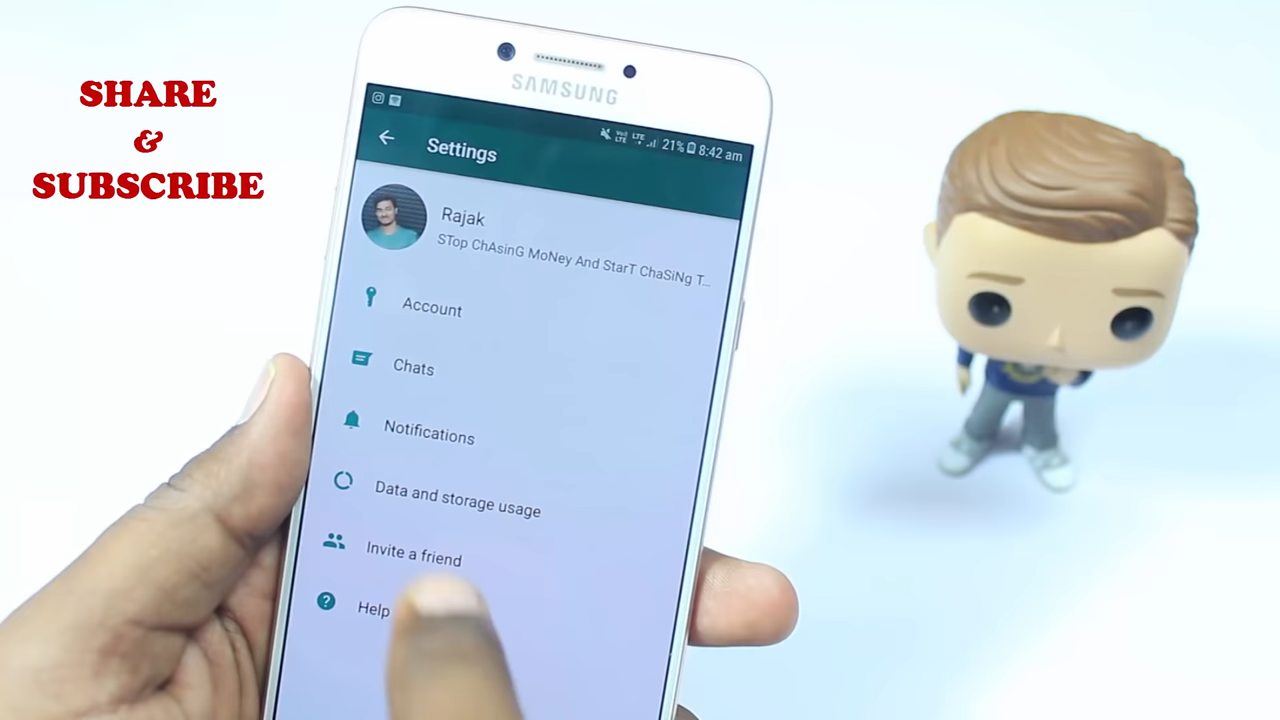 SHARE
&
SUBSCRIBE
SAMSUNG
LTE 21% 8:42 am
Settings
Rajak
STop ChAsinG MoNey And StarT ChaSiNg T...
Account
Chats
Notifications
Data and storage usage
Invite a friend
Help